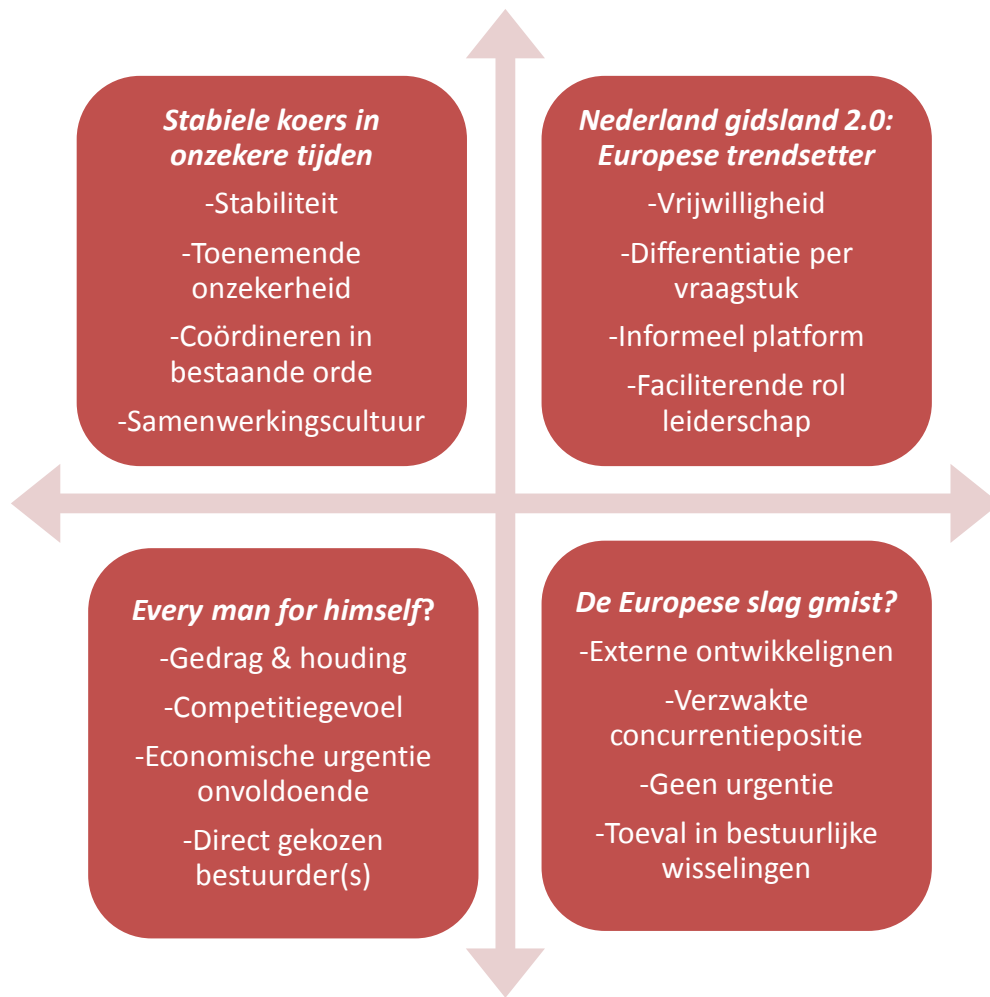 Stabiele koers in
onzekere tijden
-Stabiliteit
-Toenemende
onzekerheid
-Coördineren in
bestaande orde
-Samenwerkingscultuur
Nederland gidsland 2.0:
Europese trendsetter
-Vrijwilligheid
-Differentiatie per
vraagstuk
-Informeel platform
-Faciliterende rol
leiderschap
Every man for himself?
-Gedrag & houding
-Competitiegevoel
-Economische urgentie
onvoldoende
-Direct gekozen
bestuurder(s)
De Europese slag gmist?
-Externe ontwikkelignen
-Verzwakte
concurrentiepositie
-Geen urgentie
-Toeval in bestuurlijke
wisselingen